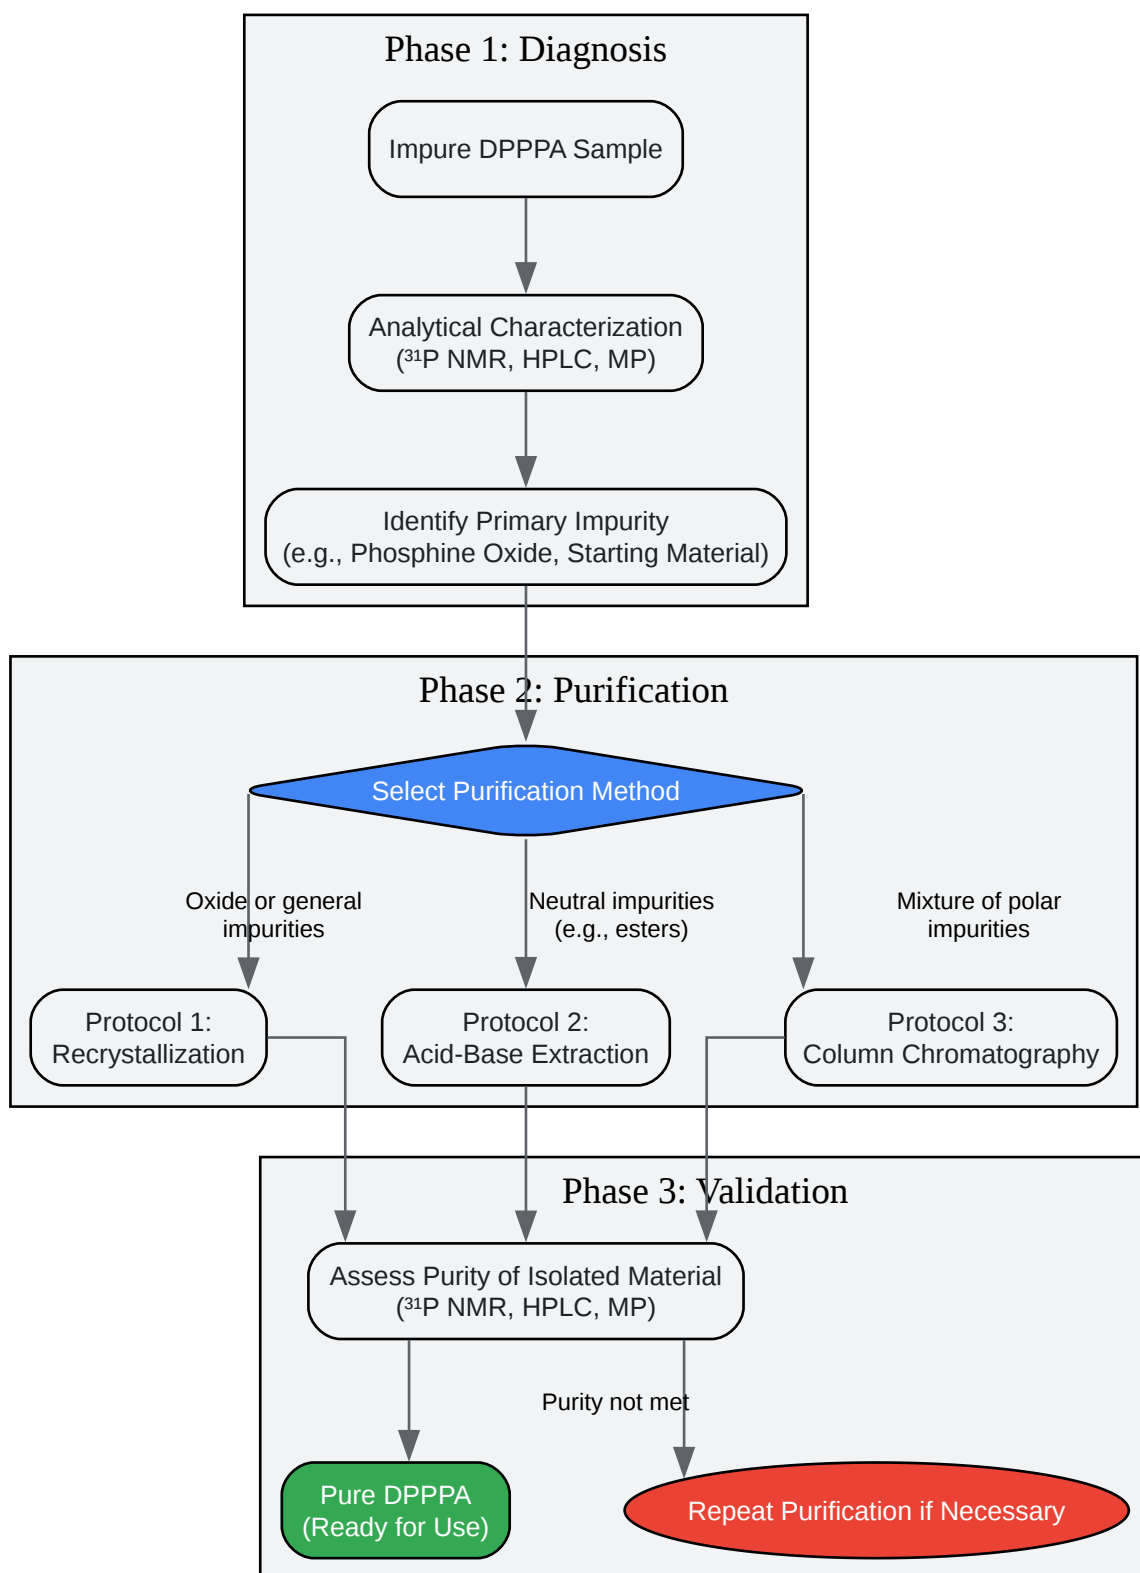 Phase 1: Diagnosis
Impure DPPPA Sample
Analytical Characterization
(³¹P NMR, HPLC, MP)
Identify Primary Impurity
(e.g., Phosphine Oxide, Starting Material)
Phase 2: Purification
Select Purification Method
Oxide or general
impurities
Neutral impurities
(e.g., esters)
Mixture of polar
impurities
Protocol 1:
Recrystallization
Protocol 2:
Acid-Base Extraction
Protocol 3:
Column Chromatography
Phase 3: Validation
Assess Purity of Isolated Material
(³¹P NMR, HPLC, MP)
Purity not met
Pure DPPPA
(Ready for Use)
Repeat Purification if Necessary